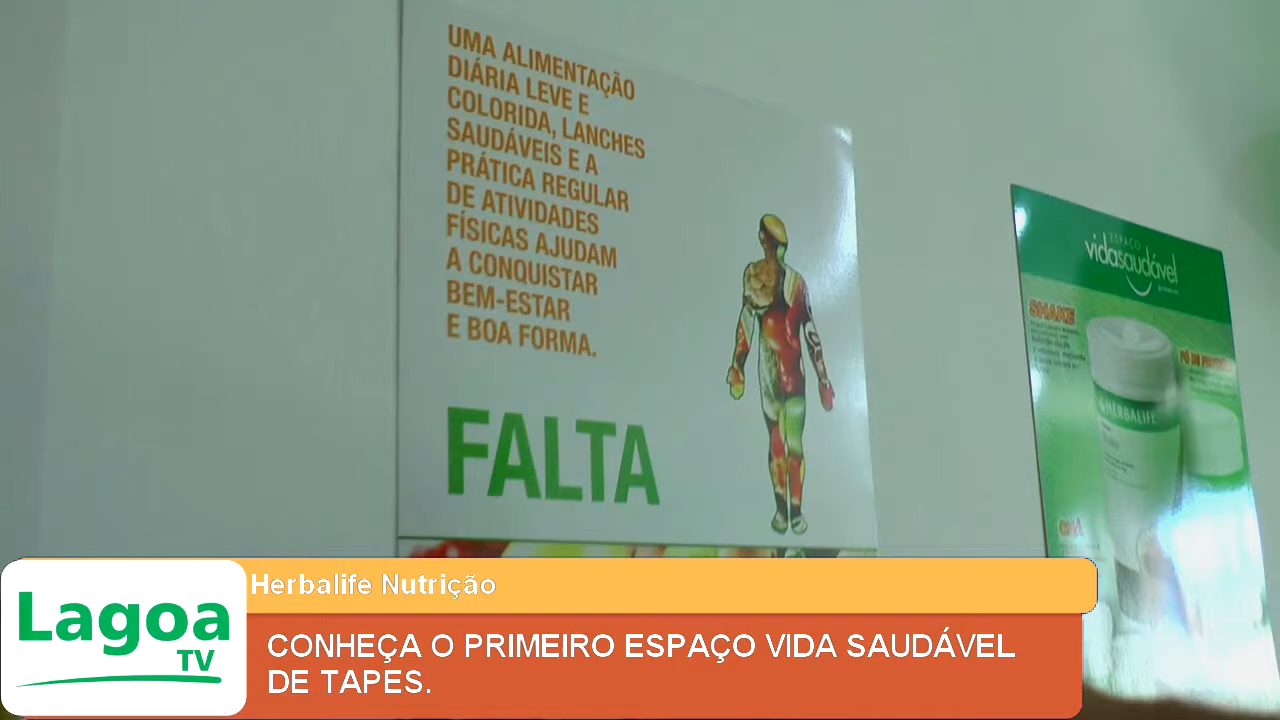 UMA ALIMENTAÇÃO
DIÁRIA LEVE E
COLORIDA, LANCHES
SAUDÁVEIS E A
PRÁTICA REGULAR
DE ATIVIDADES
FÍSICAS AJUDAM
A CONQUISTAR
BEM-ESTAR
E BOA FORMA.
FALTA
ESPAÇO
vidasaudável
SHAKE
HERBALIFE
Lagoa
TV
Herbalife Nutrição
CONHEÇA O PRIMEIRO ESPAÇO VIDA SAUDÁVEL
DE TAPES.